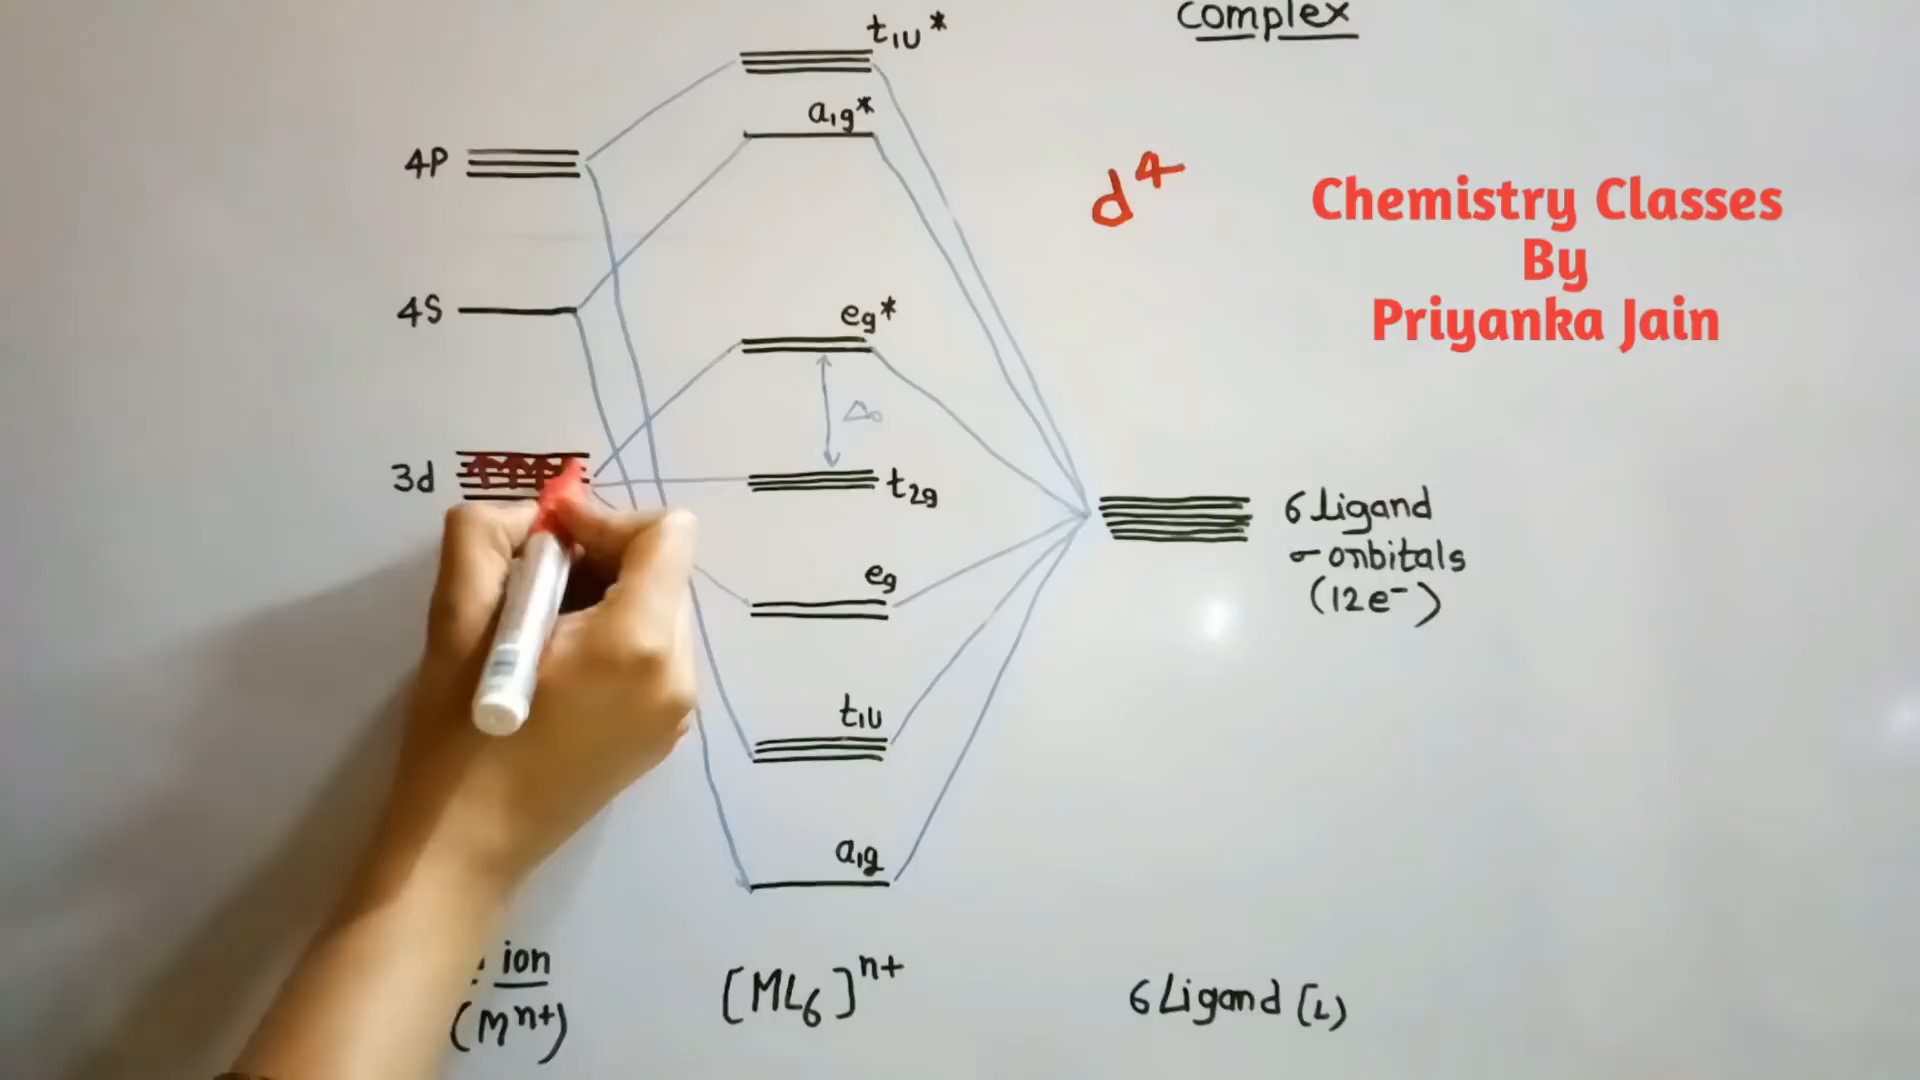 complex
t₁u*
a₁g*
4P
d⁴
Chemistry Classes
By
Priyanka Jain
4S
eg*
Δ₀
3d
t₂g
6 Ligand
σ-orbitals
(12e⁻)
eg
t₁u
a₁g
ion
(Mⁿ⁺)
[ML₆]ⁿ⁺
6 Ligand (L)